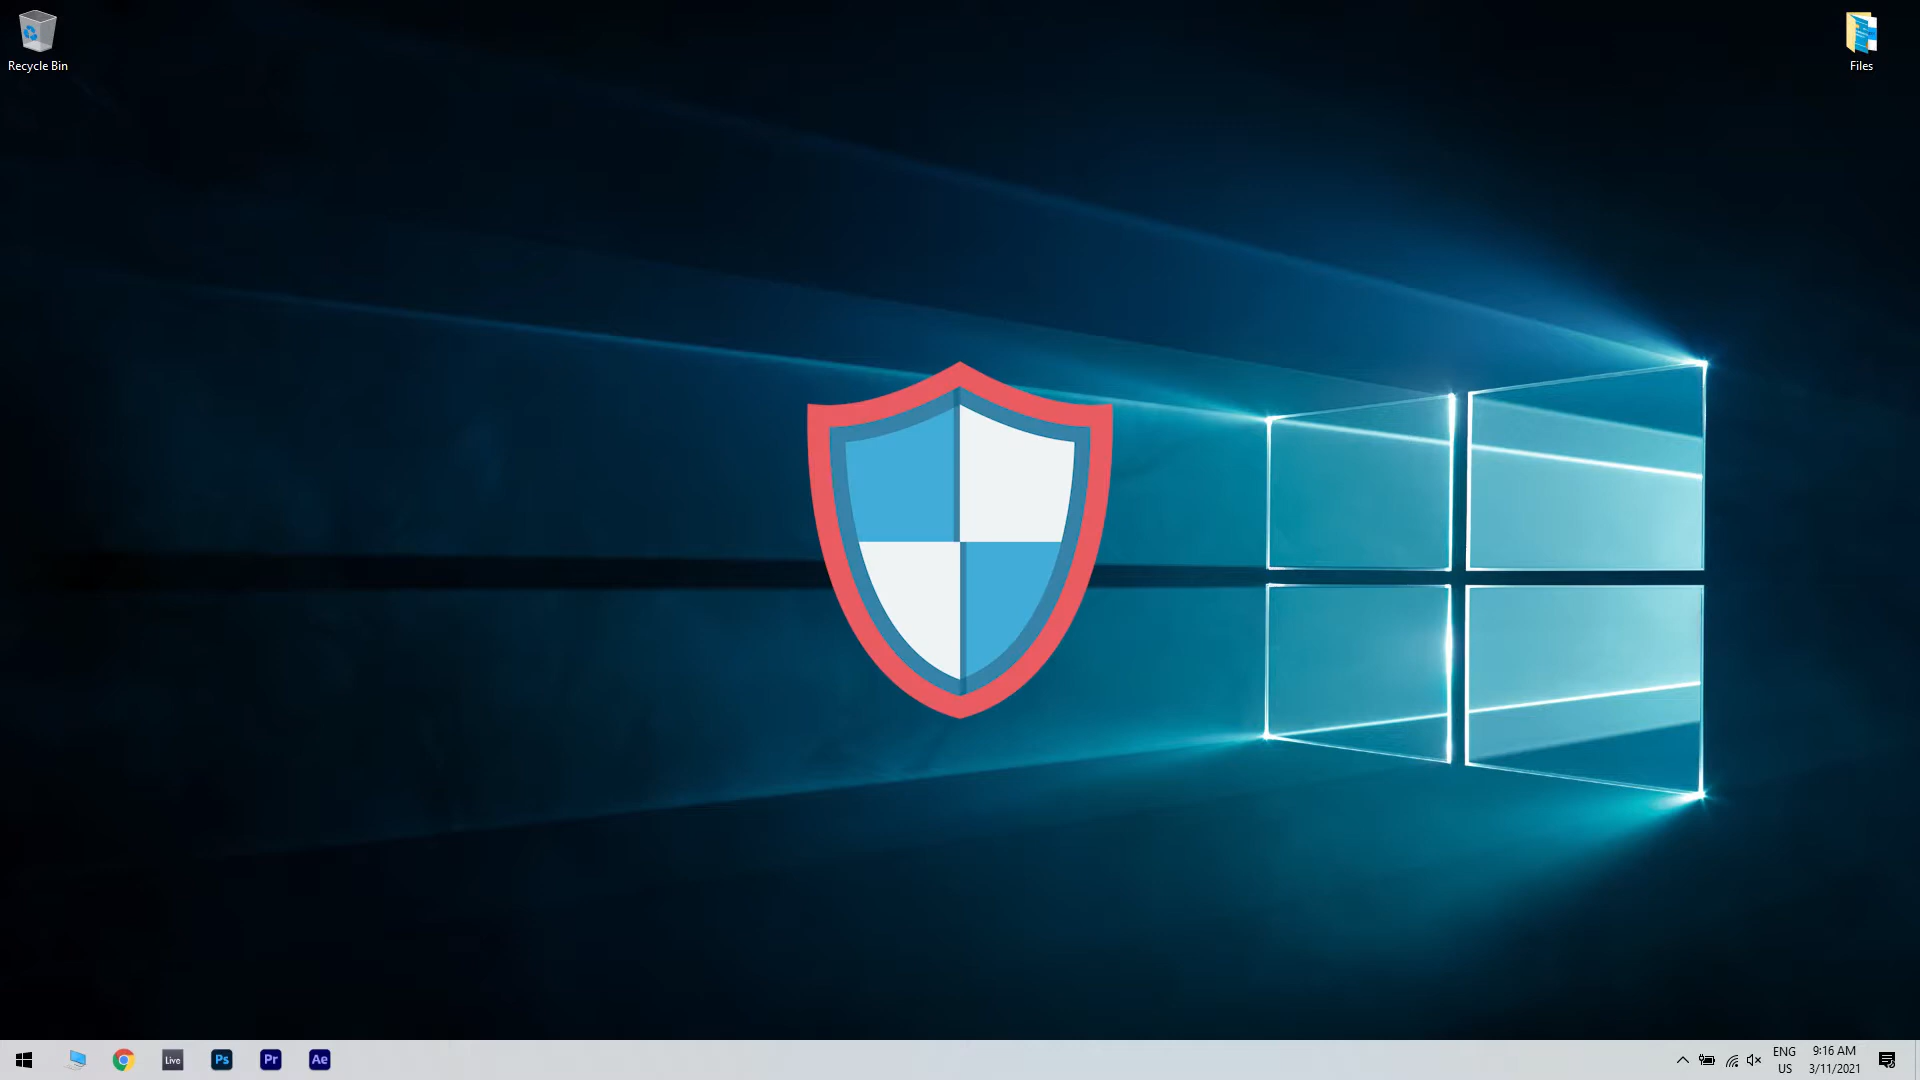 Recycle Bin
Files
Live
Ps
Pr
Ae
ENG
US
9:16 AM
3/11/2021